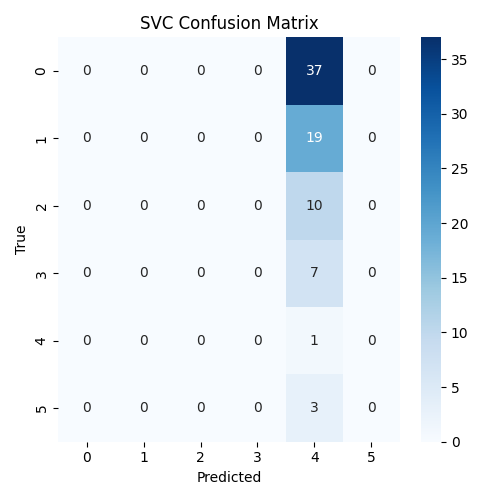 SVC Confusion Matrix
True
0 0 0 0 0 37 0
1 0 0 0 0 19 0
2 0 0 0 0 10 0
3 0 0 0 0 7 0
4 0 0 0 0 1 0
5 0 0 0 0 3 0
0 1 2 3 4 5
Predicted
35
30
25
20
15
10
5
0